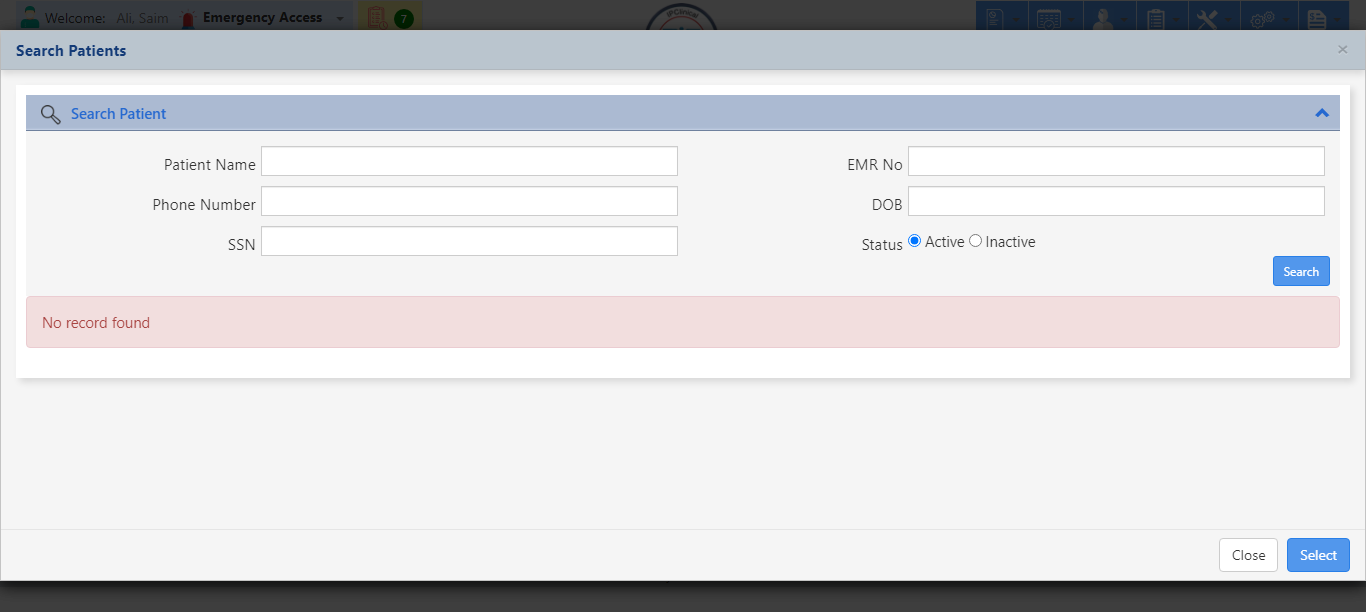 Welcome: Ali, Saim Emergency Access 7
IPClinical
Search Patients ×
Search Patient
Patient Name EMR No
Phone Number DOB
SSN Status Active Inactive
Search
No record found
Close Select